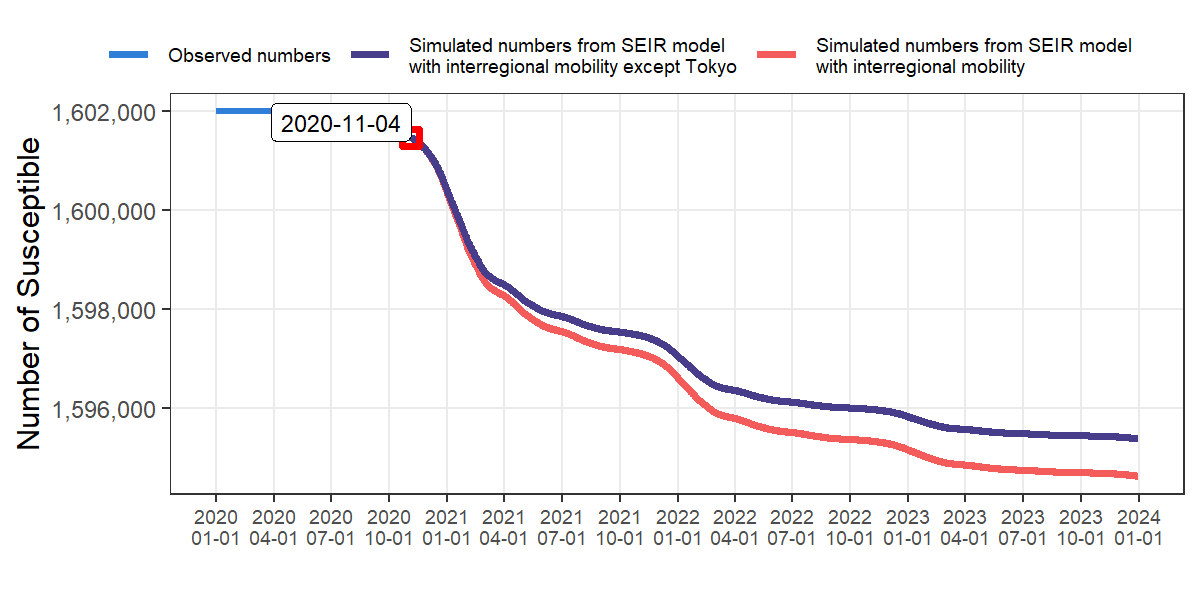 Observed numbers
Simulated numbers from SEIR model
with interregional mobility except Tokyo
Simulated numbers from SEIR model
with interregional mobility
Number of Susceptible
1,602,000
1,600,000
1,598,000
1,596,000
2020-11-04
2020 2020 2020 2020 2021 2021 2021 2021 2022 2022 2022 2022 2023 2023 2023 2023 2024
01-01 04-01 07-01 10-01 01-01 04-01 07-01 10-01 01-01 04-01 07-01 10-01 01-01 04-01 07-01 10-01 01-01